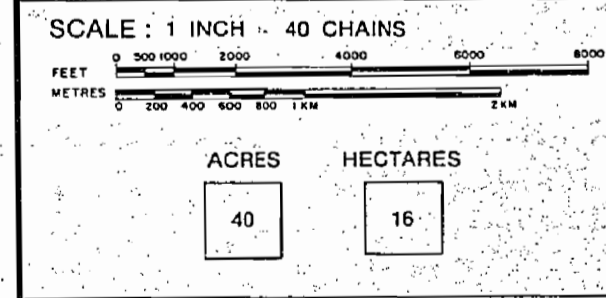 SCALE : 1 INCH = 40 CHAINS
0 500 1000 2000 4000 6000 8000
FEET
METRES
0 200 400 600 800 1 KM 2 KM
ACRES HECTARES
40 16